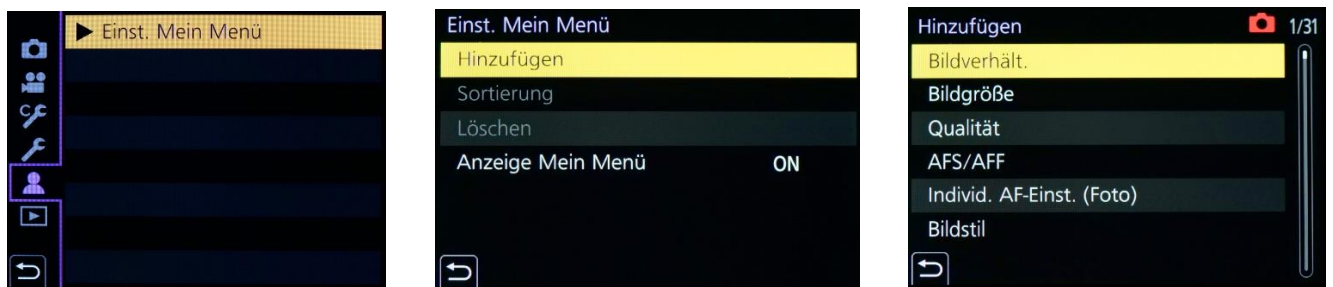 Einst. Mein Menü
Einst. Mein Menü
Hinzufügen
Sortierung
Löschen
Anzeige Mein Menü ON
Hinzufügen 1/31
Bildverhält.
Bildgröße
Qualität
AFS/AFF
Individ. AF-Einst. (Foto)
Bildstil